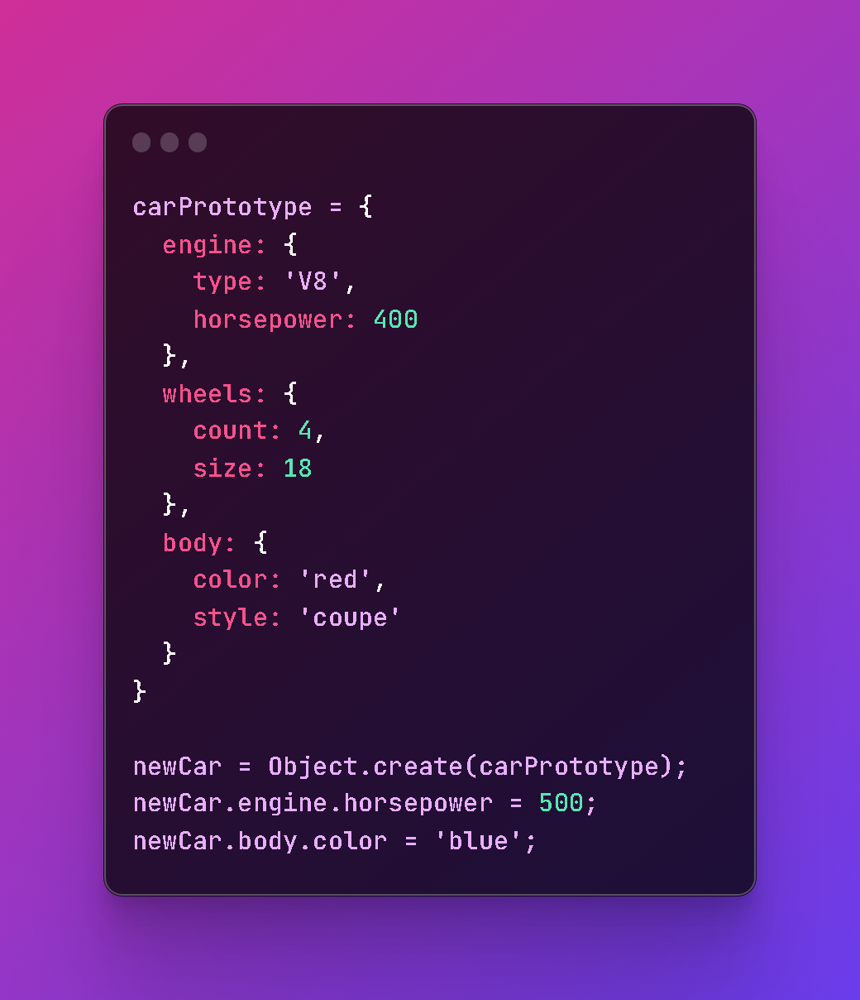 carPrototype = {
  engine: {
    type: 'V8',
    horsepower: 400
  },
  wheels: {
    count: 4,
    size: 18
  },
  body: {
    color: 'red',
    style: 'coupe'
  }
}

newCar = Object.create(carPrototype);
newCar.engine.horsepower = 500;
newCar.body.color = 'blue';